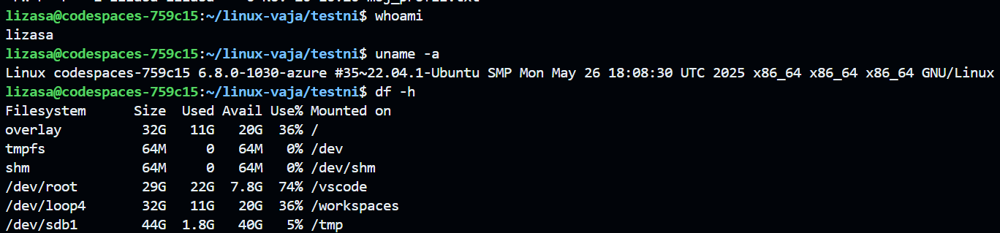 lizasa@codespaces-759c15:~/linux-vaja/testni$ whoami
lizasa
lizasa@codespaces-759c15:~/linux-vaja/testni$ uname -a
Linux codespaces-759c15 6.8.0-1030-azure #35~22.04.1-Ubuntu SMP Mon May 26 18:08:30 UTC 2025 x86_64 x86_64 x86_64 GNU/Linux
lizasa@codespaces-759c15:~/linux-vaja/testni$ df -h
Filesystem      Size  Used Avail Use% Mounted on
overlay          32G   11G   20G  36% /
tmpfs            64M     0   64M   0% /dev
shm              64M     0   64M   0% /dev/shm
/dev/root        29G   22G  7.8G  74% /vscode
/dev/loop4       32G   11G   20G  36% /workspaces
/dev/sdb1        44G  1.8G   40G   5% /tmp